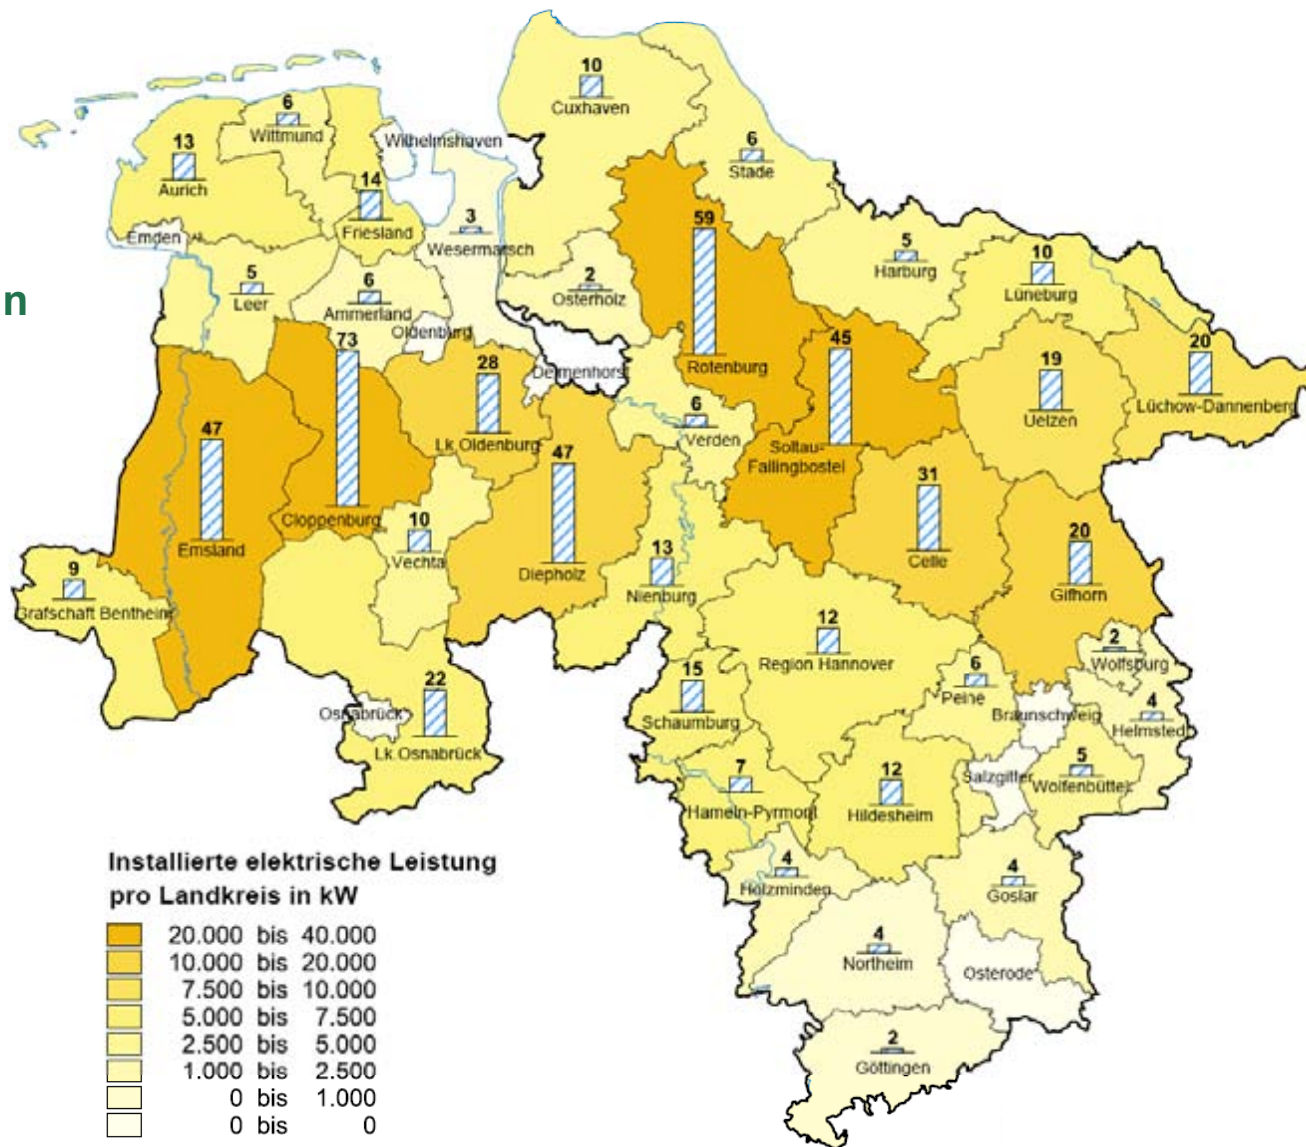 10
Cuxhaven
6
Wittmund
Wilhelmshaven
13
Aurich
6
Stade
14
Friesland
59
3
Wesermarsch
Emden
5
Harburg
10
Lüneburg
n
5
Leer
6
Ammerland
2
Osterholz
Oldenburg
73
28
Delmenhorst
Rotenburg
45
19
20
Lüchow-Dannenberg
Uelzen
47
Lk Oldenburg
6
Verden
Soltau-
Fallingbostel
47
31
Cloppenburg
10
Vechta
Emsland
Diepholz
Celle
20
Gifhorn
9
Grafschaft Bentheim
13
Nienburg
12
Region Hannover
2
Wolfsburg
6
Peine
15
Schaumburg
22
Osnabrück
Lk Osnabrück
Braunschweig
4
Helmstedt
7
Hameln-Pyrmont
12
Hildesheim
Salzgitter
5
Wolfenbüttel
4
Holzminden
4
Goslar
4
Northeim
Osterode
2
Göttingen
Installierte elektrische Leistung
pro Landkreis in kW
20.000 bis 40.000
10.000 bis 20.000
7.500 bis 10.000
5.000 bis 7.500
2.500 bis 5.000
1.000 bis 2.500
0 bis 1.000
0 bis 0